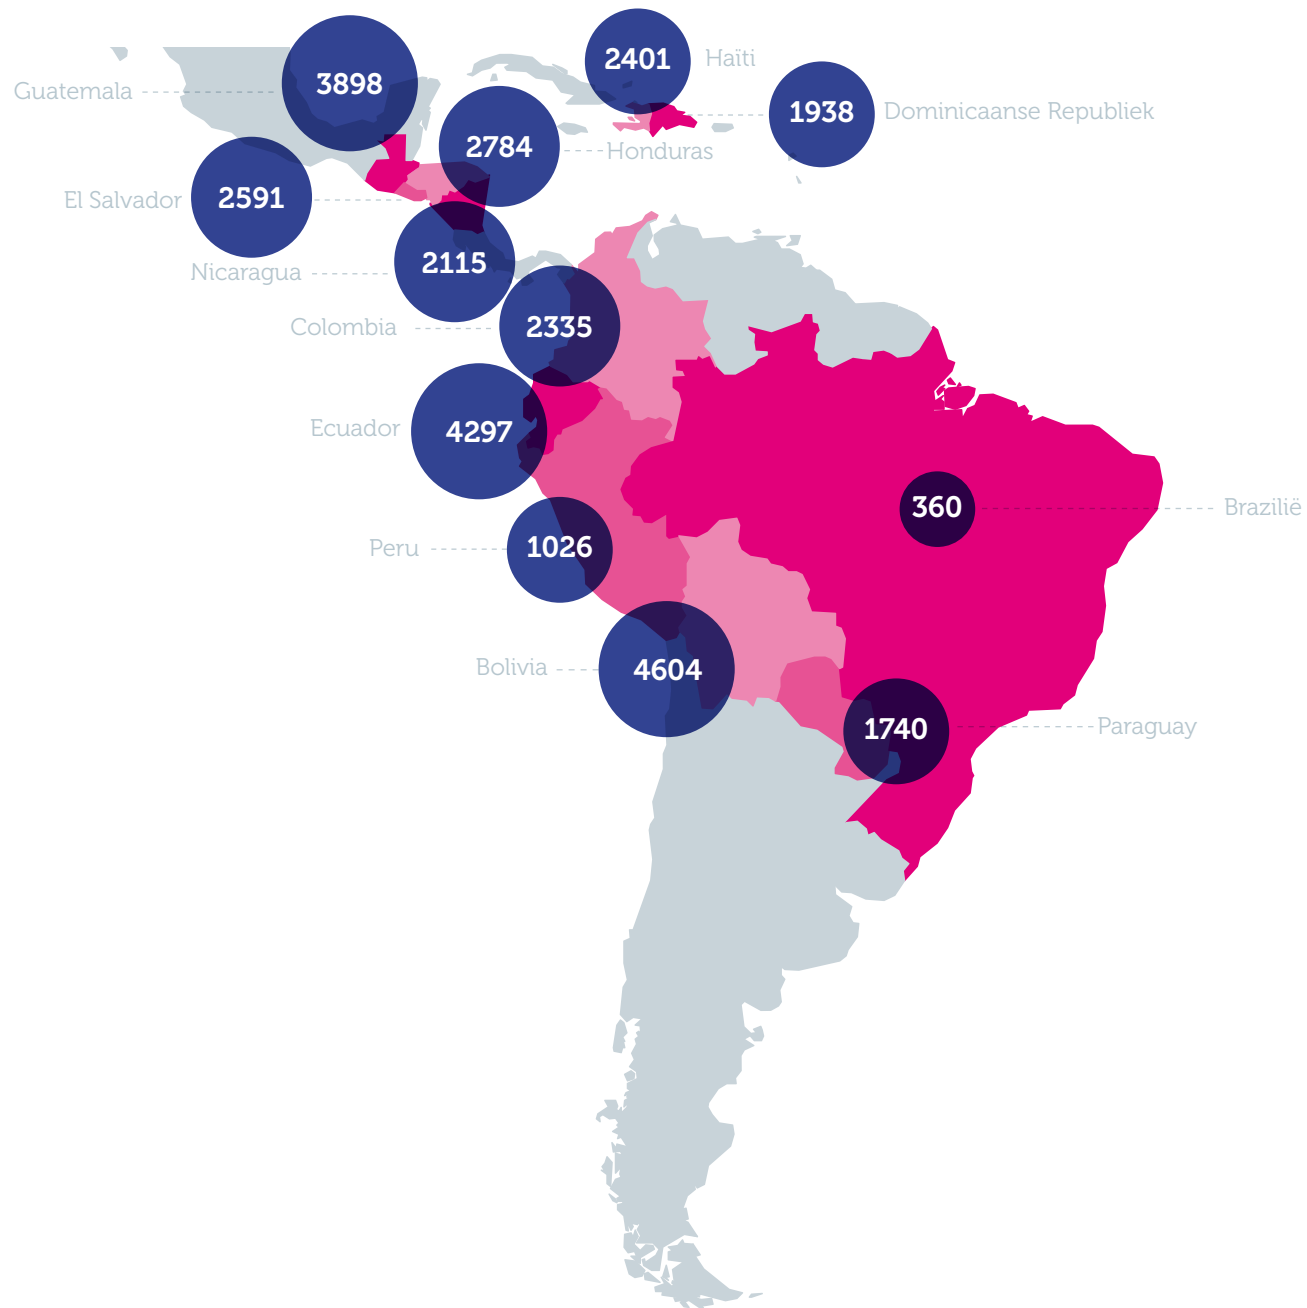 2401
Haïti
3898
Guatemala
1938
Dominicaanse Republiek
2784
Honduras
2591
El Salvador
2115
Nicaragua
2335
Colombia
4297
Ecuador
360
Brazilië
1026
Peru
4604
Bolivia
1740
Paraguay